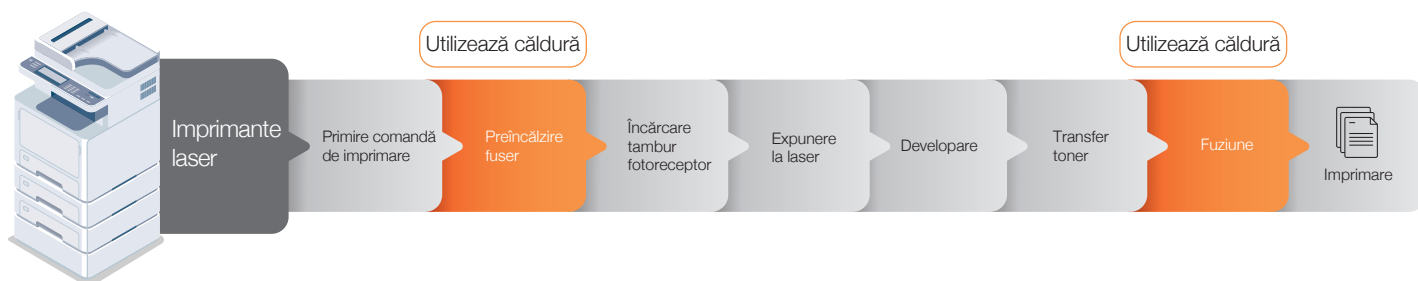 Utilizează căldură
Utilizează căldură
Imprimante
laser
Primire comandă
de imprimare
Preîncălzire
fuser
Încărcare
tambur
fotoreceptor
Expunere
la laser
Developare
Transfer
toner
Fuziune
Imprimare